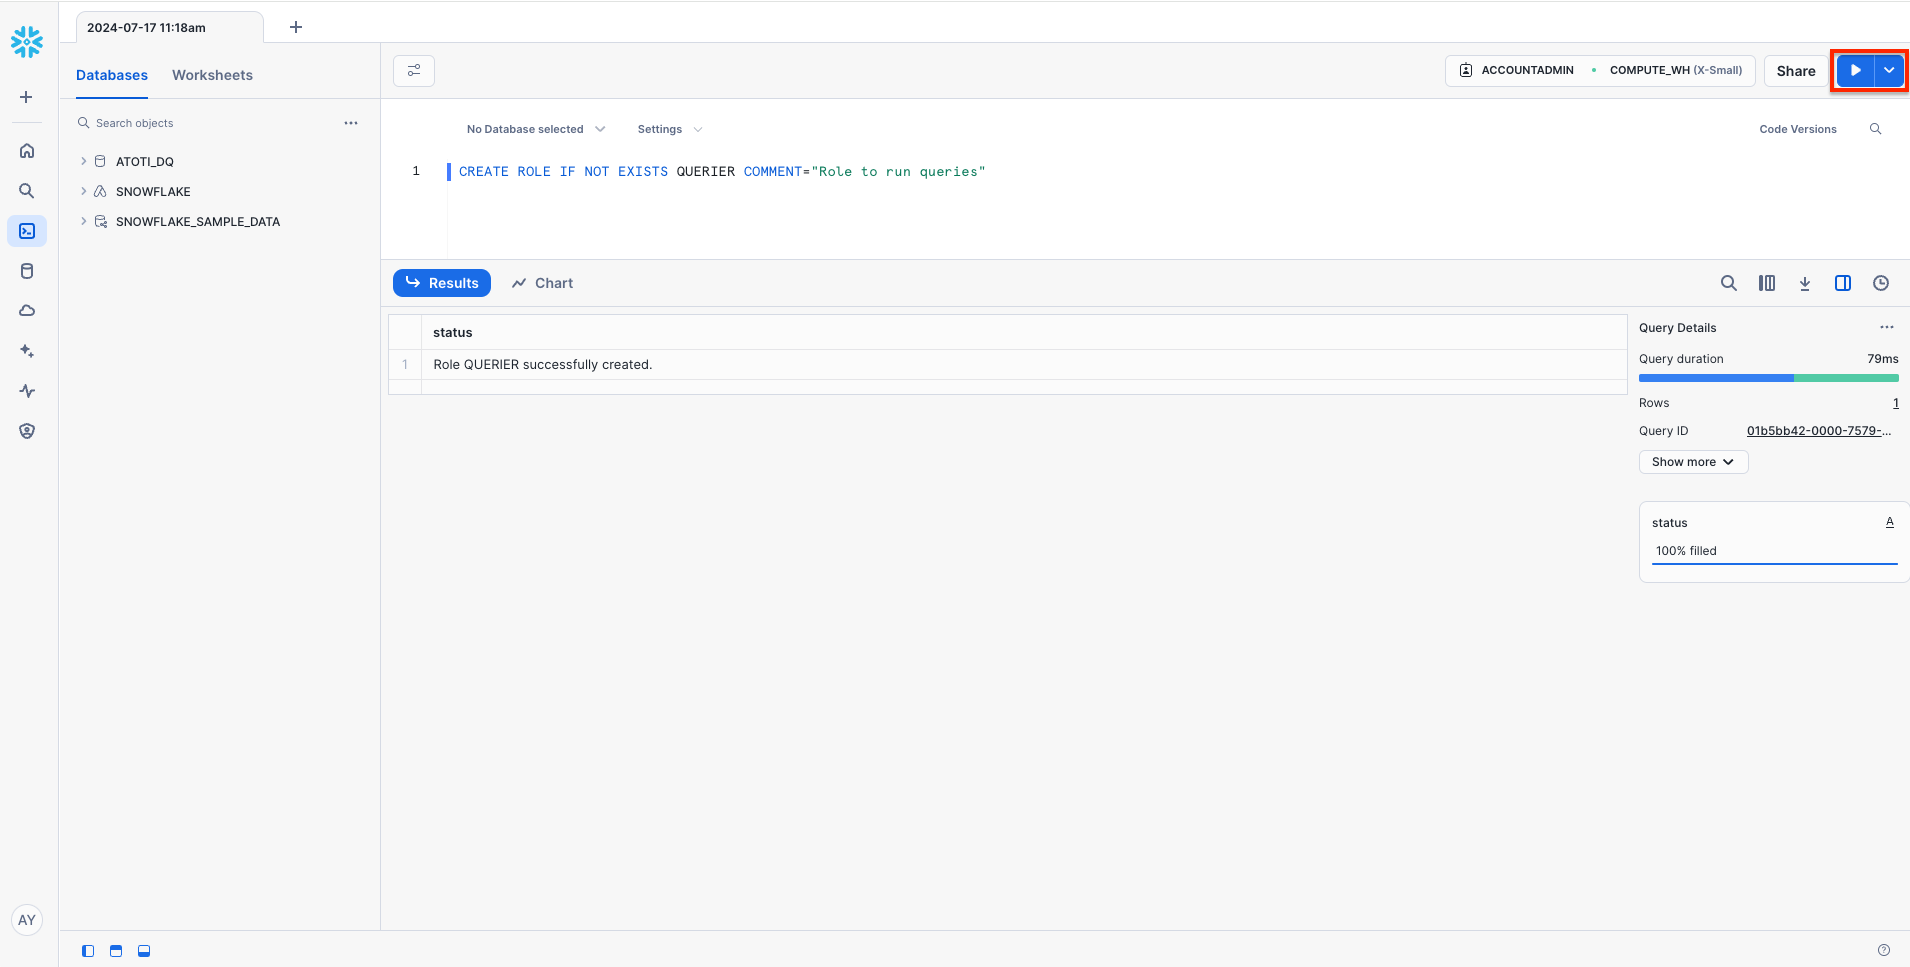 2024-07-17 11:18am
Databases
Worksheets
Search objects
ATOTI_DQ
SNOWFLAKE
SNOWFLAKE_SAMPLE_DATA
AY
ACCOUNTADMIN
COMPUTE_WH (X-Small)
Share
No Database selected
Settings
Code Versions
1
CREATE ROLE IF NOT EXISTS QUERIER COMMENT="Role to run queries"
Results
Chart
status
1
Role QUERIER successfully created.
Query Details
Query duration
79ms
Rows
1
Query ID
01b5bb42-0000-7579-...
Show more
status
A
100% filled